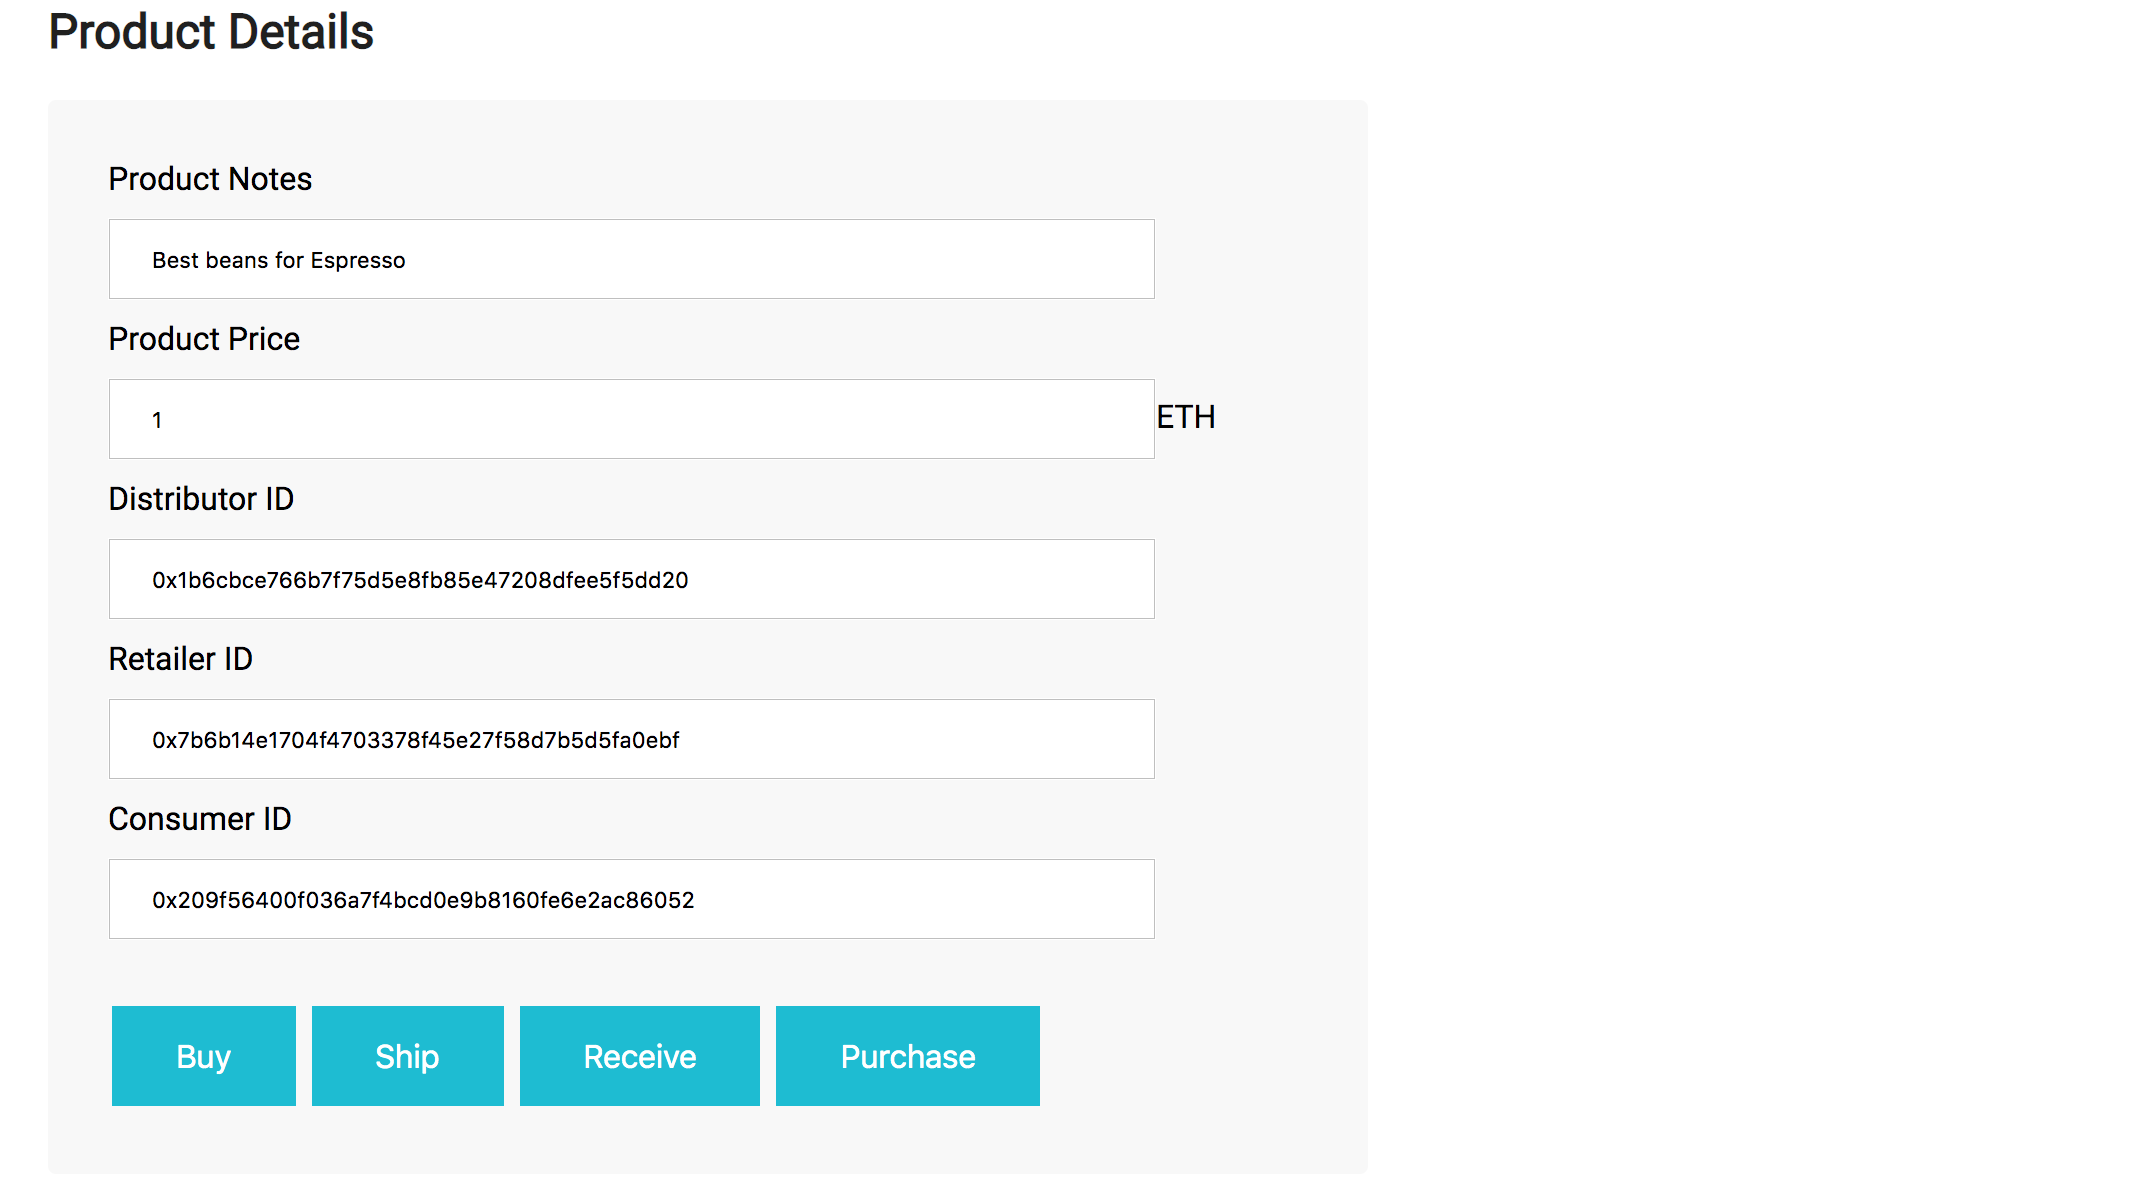 Product Details
Product Notes
Best beans for Espresso
Product Price
1 ETH
Distributor ID
0x1b6cbce766b7f75d5e8fb85e47208dfee5f5dd20
Retailer ID
0x7b6b14e1704f4703378f45e27f58d7b5d5fa0ebf
Consumer ID
0x209f56400f036a7f4bcd0e9b8160fe6e2ac86052
Buy Ship Receive Purchase